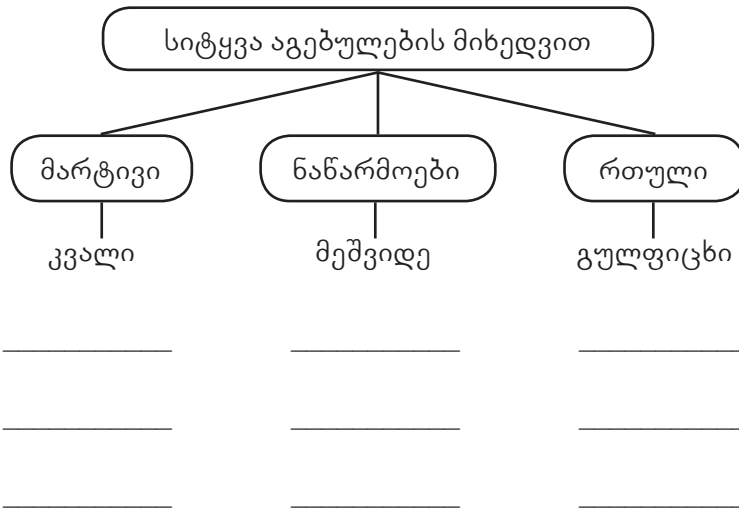 სიტყვა აგებულების მიხედვით
მარტივი
ნაწარმოები
რთული
კვალი
მეშვიდე
გულფიცხი